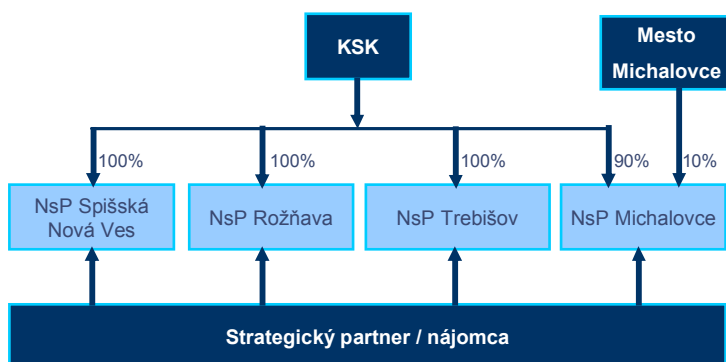 KSK
Mesto
Michalovce
100%
100%
100%
90%
10%
NsP Spišská
Nová Ves
NsP Rožňava
NsP Trebišov
NsP Michalovce
Strategický partner / nájomca